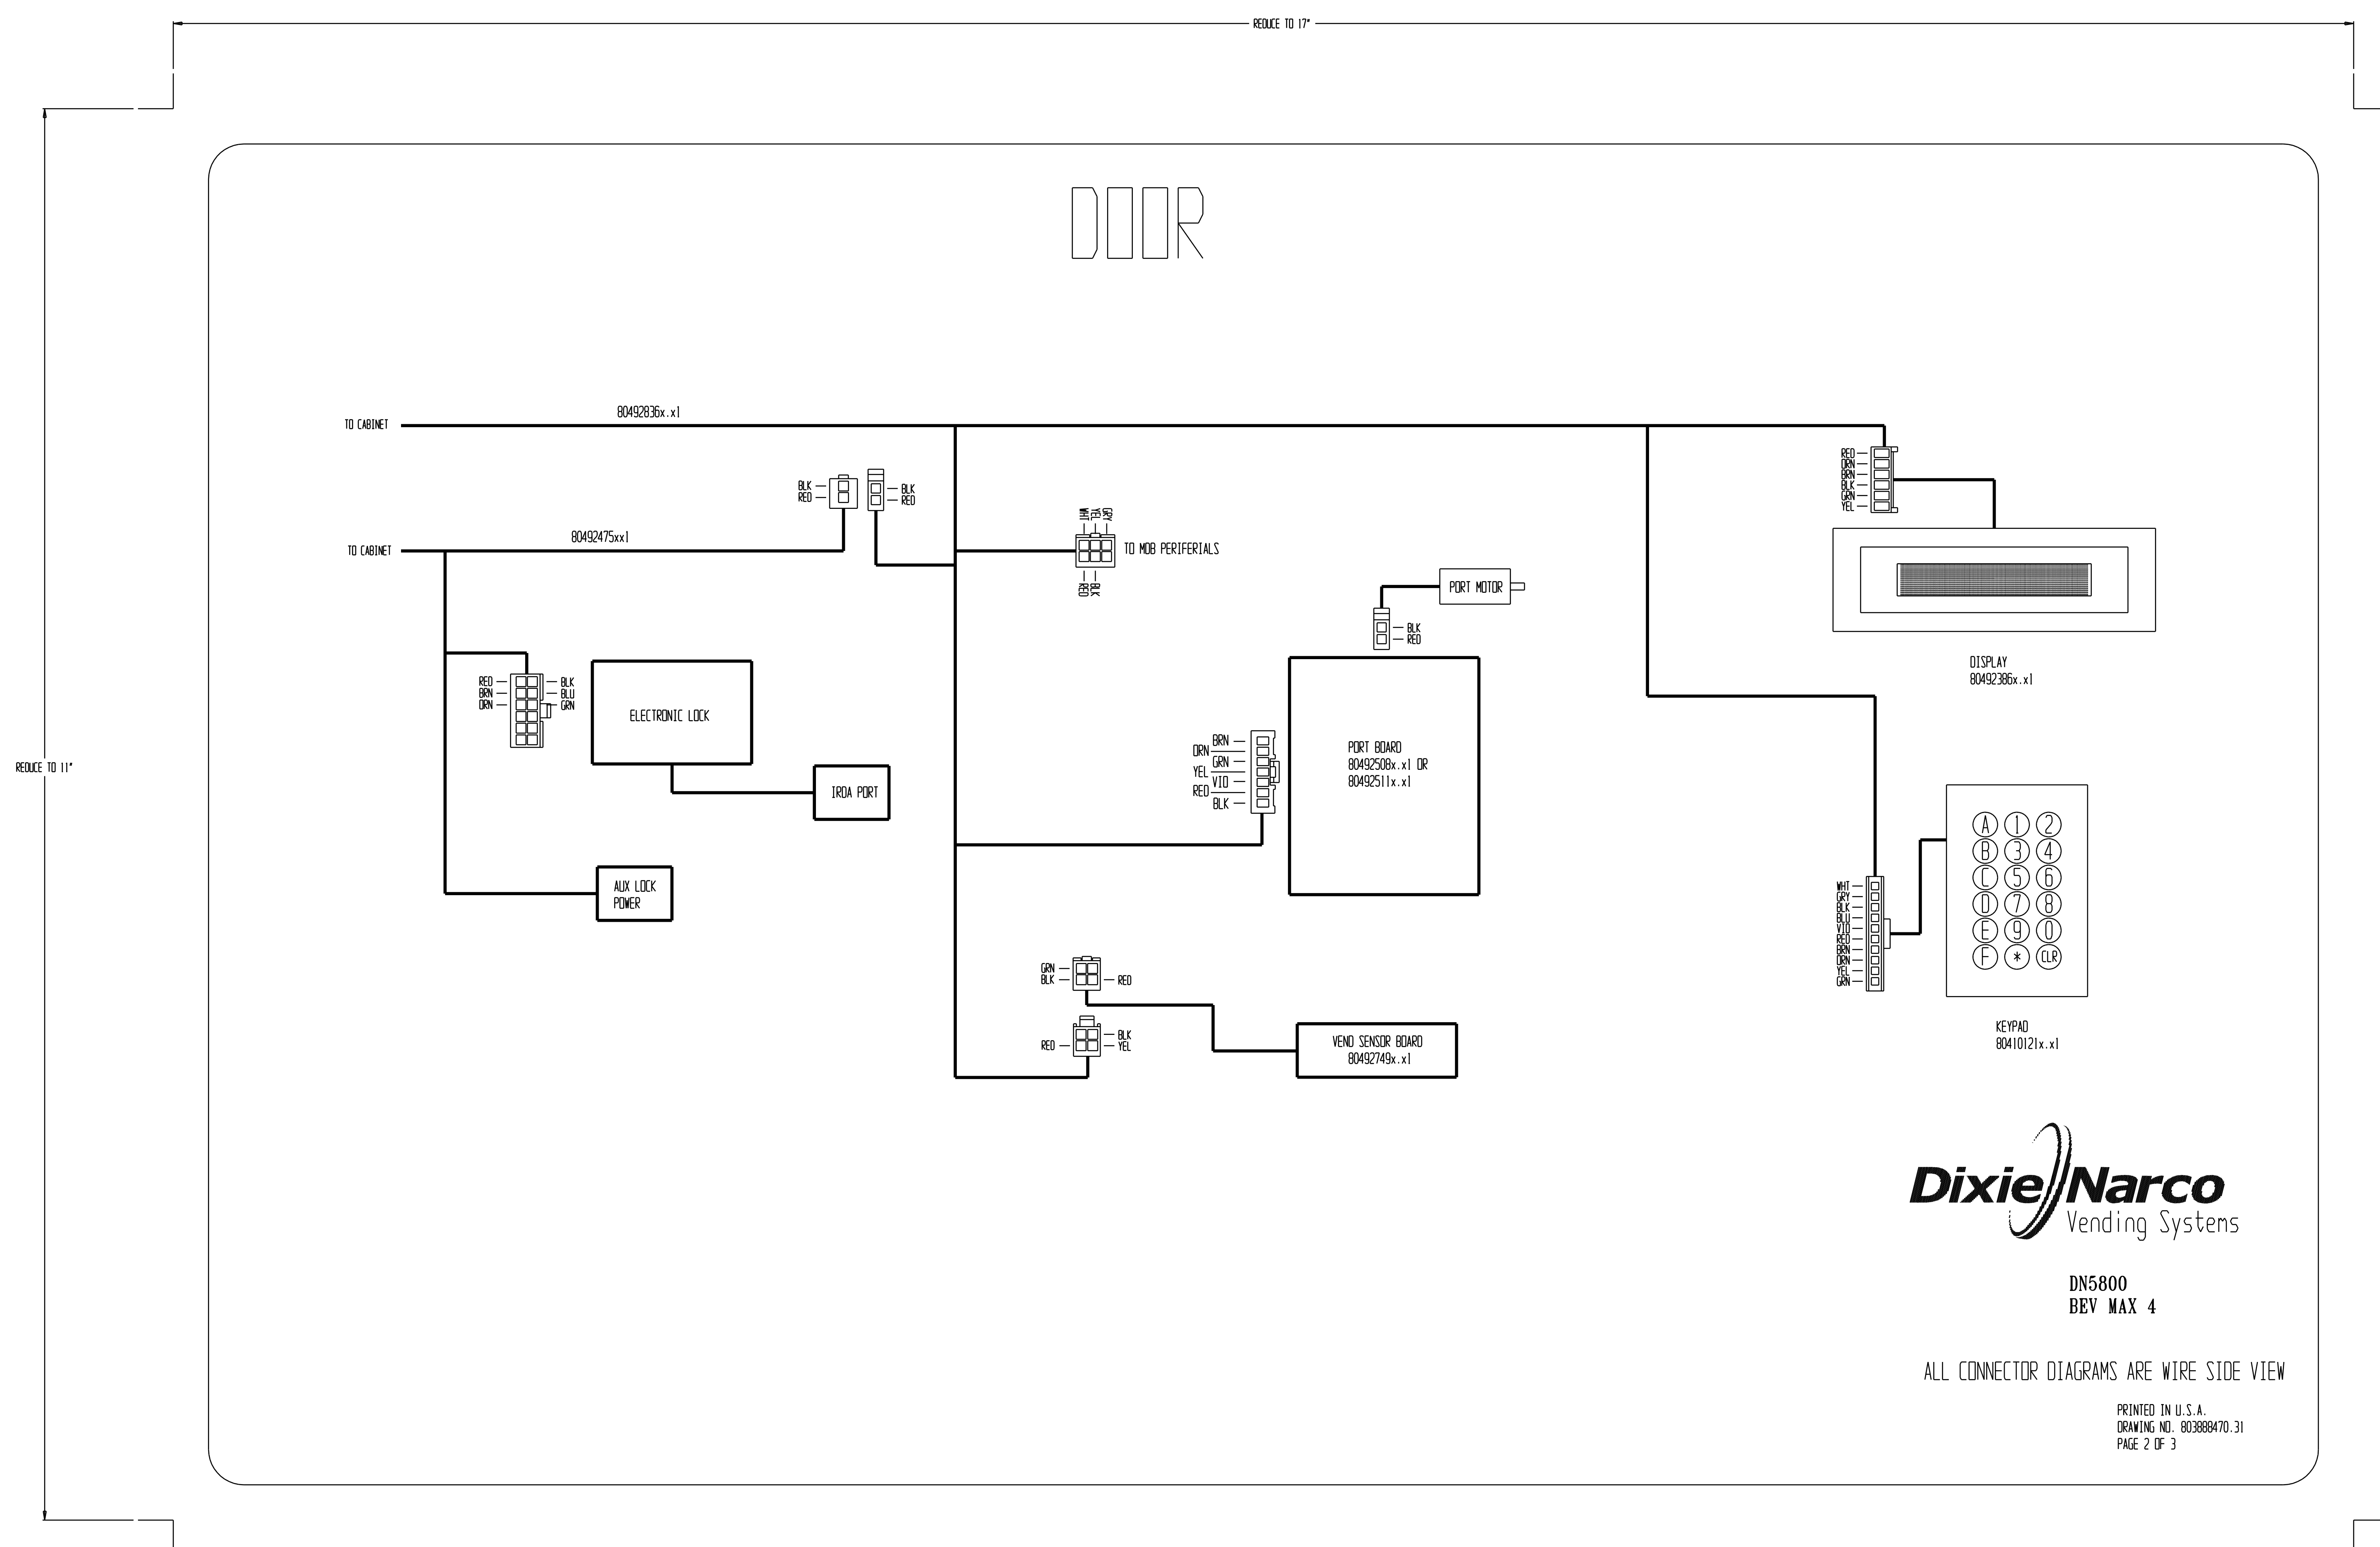 REDUCE TO 17"
DOOR
80492836x.x1
TO CABINET
BLK
RED
BLK
RED
80492475xx1
TO CABINET
WHT
YEL
GRY
TO MDB PERIFERIALS
RED
BLK
PORT MOTOR
BLK
RED
RED
ORN
BRN
BLK
GRN
YEL
DISPLAY
80492386x.x1
RED
BRN
ORN
BLK
BLU
GRN
ELECTRONIC LOCK
IRDA PORT
AUX LOCK
POWER
BRN
ORN
GRN
YEL
VIO
RED
BLK
PORT BOARD
80492508x.x1 OR
80492511x.x1
REDUCE TO 11"
A 1 2
B 3 4
C 5 6
D 7 8
E 9 0
F * CLR
WHT
GRY
BLK
BLU
VIO
RED
BRN
ORN
YEL
GRN
KEYPAD
80410121x.x1
GRN
BLK
RED
RED
BLK
YEL
VEND SENSOR BOARD
80492749x.x1
Dixie Narco
Vending Systems
DN5800
BEV MAX 4
ALL CONNECTOR DIAGRAMS ARE WIRE SIDE VIEW
PRINTED IN U.S.A.
DRAWING NO. 803888470.31
PAGE 2 OF 3